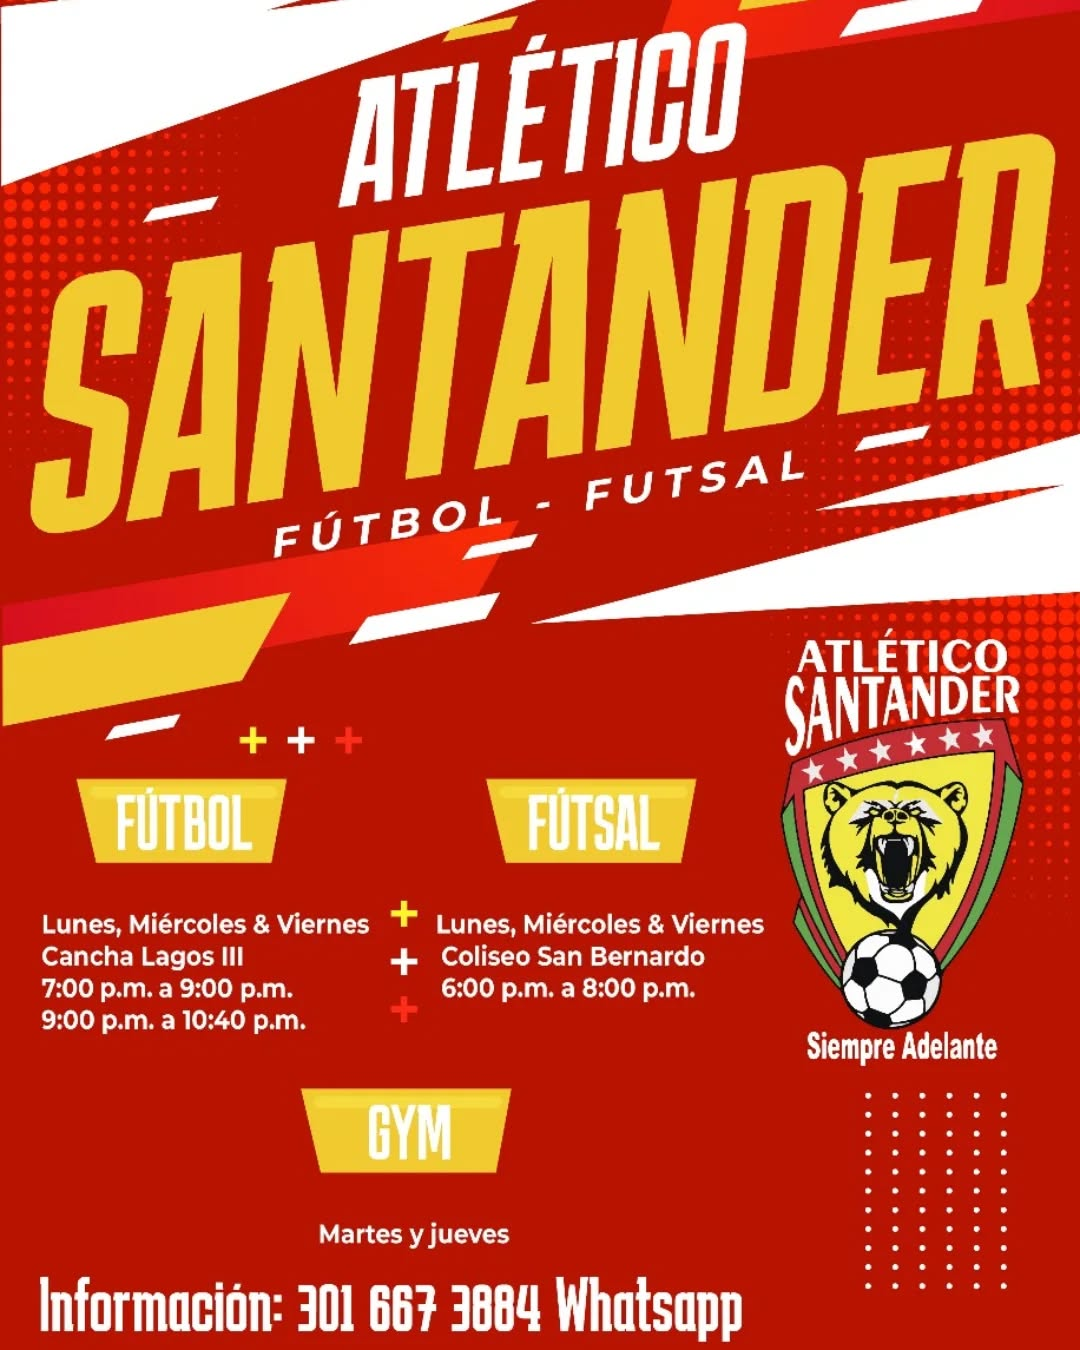 ATLÉTICO
SANTANDER
FÚTBOL - FUTSAL
ATLÉTICO
SANTANDER
Siempre Adelante
FÚTBOL
Lunes, Miércoles & Viernes
Cancha Lagos III
7:00 p.m. a 9:00 p.m.
9:00 p.m. a 10:40 p.m.
FÚTSAL
Lunes, Miércoles & Viernes
Coliseo San Bernardo
6:00 p.m. a 8:00 p.m.
GYM
Martes y jueves
Información: 301 667 3884 Whatsapp